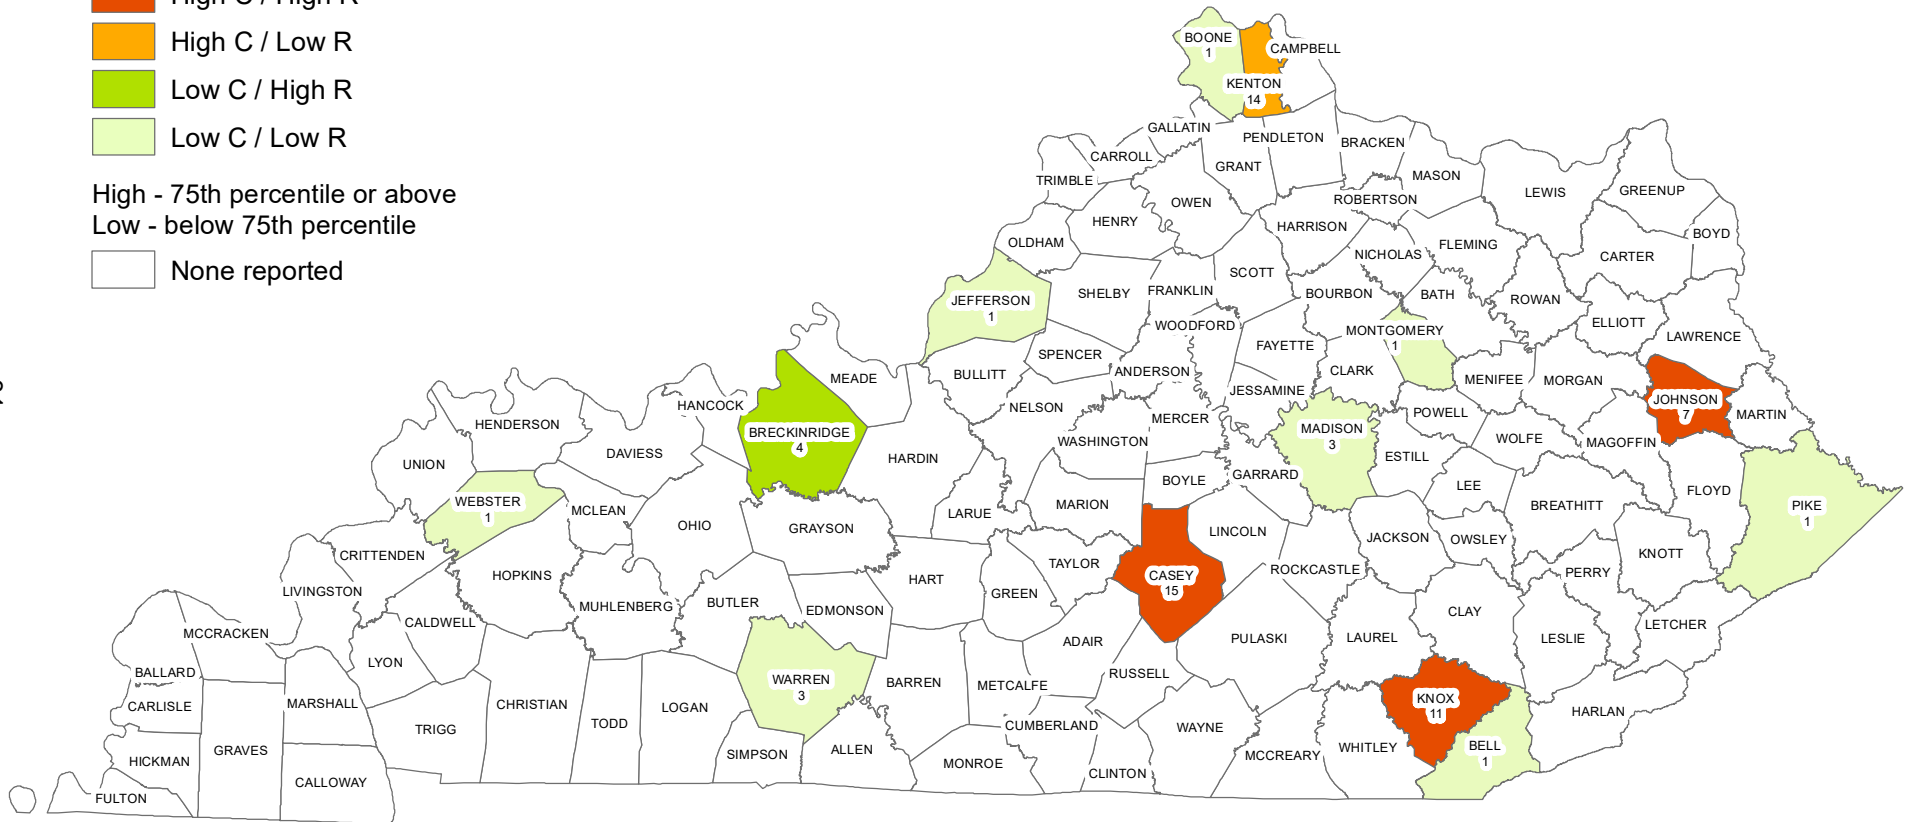 High C / High R
High C / Low R
Low C / High R
Low C / Low R
High - 75th percentile or above
Low - below 75th percentile
None reported
BOONE
1
CAMPBELL
KENTON
14
GALLATIN
PENDLETON
BRACKEN
CARROLL
GRANT
MASON
TRIMBLE
LEWIS
GREENUP
OWEN
ROBERTSON
HENRY
HARRISON
OLDHAM
FLEMING
BOYD
NICHOLAS
CARTER
SCOTT
SHELBY
FRANKLIN
BOURBON
BATH
ROWAN
JEFFERSON
1
WOODFORD
MONTGOMERY
1
ELLIOTT
LAWRENCE
FAYETTE
SPENCER
ANDERSON
CLARK
BULLITT
MEADE
MENIFEE
MORGAN
JESSAMINE
JOHNSON
7
HANCOCK
NELSON
POWELL
MARTIN
MERCER
HENDERSON
BRECKINRIDGE
4
MADISON
3
WASHINGTON
WOLFE
MAGOFFIN
DAVIESS
HARDIN
ESTILL
UNION
GARRARD
BOYLE
LEE
FLOYD
WEBSTER
1
MARION
BREATHITT
PIKE
1
MCLEAN
LARUE
OHIO
GRAYSON
LINCOLN
JACKSON
OWSLEY
CRITTENDEN
KNOTT
TAYLOR
ROCKCASTLE
PERRY
HOPKINS
HART
CASEY
15
LIVINGSTON
GREEN
MUHLENBERG
BUTLER
EDMONSON
CLAY
CALDWELL
LETCHER
MCCRACKEN
ADAIR
PULASKI
LAUREL
LESLIE
LYON
BALLARD
RUSSELL
WARREN
3
BARREN
METCALFE
KNOX
11
CARLISLE
MARSHALL
CHRISTIAN
LOGAN
HARLAN
TODD
TRIGG
CUMBERLAND
WAYNE
BELL
1
GRAVES
ALLEN
WHITLEY
SIMPSON
MCCREARY
HICKMAN
MONROE
CLINTON
CALLOWAY
FULTON